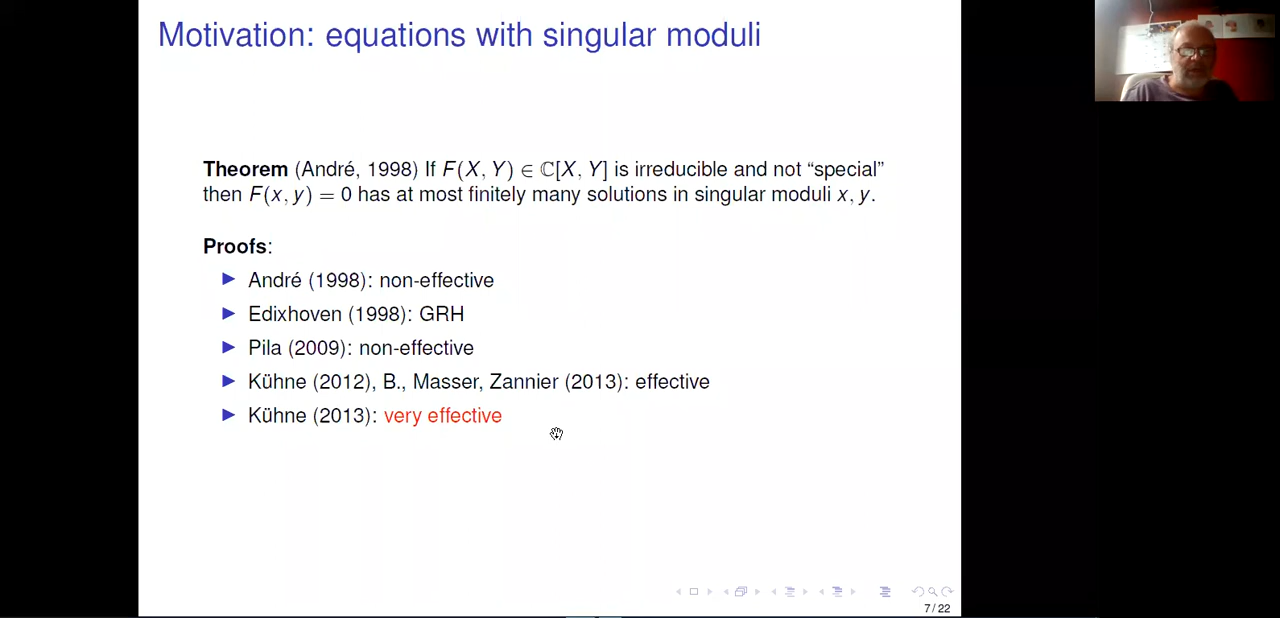 Motivation: equations with singular moduli
Theorem (André, 1998) If F(X, Y) ∈ ℂ[X, Y] is irreducible and not “special”
then F(x, y) = 0 has at most finitely many solutions in singular moduli x, y.
Proofs:
▶ André (1998): non-effective
▶ Edixhoven (1998): GRH
▶ Pila (2009): non-effective
▶ Kühne (2012), B., Masser, Zannier (2013): effective
▶ Kühne (2013): very effective
7 / 22